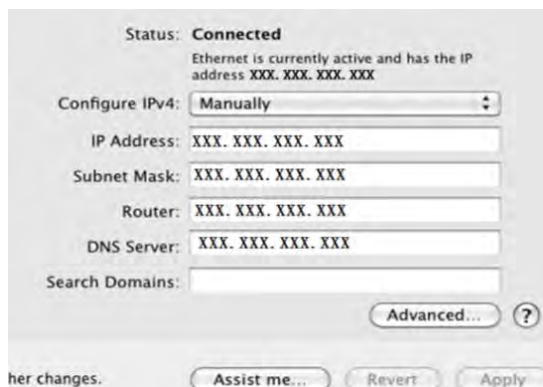 Status: Connected
Ethernet is currently active and has the IP
address XXX. XXX. XXX. XXX
Configure IPv4: Manually
IP Address: XXX. XXX. XXX. XXX
Subnet Mask: XXX. XXX. XXX. XXX
Router: XXX. XXX. XXX. XXX
DNS Server: XXX. XXX. XXX. XXX
Search Domains:
Advanced... ?
her changes. Assist me... Revert Apply